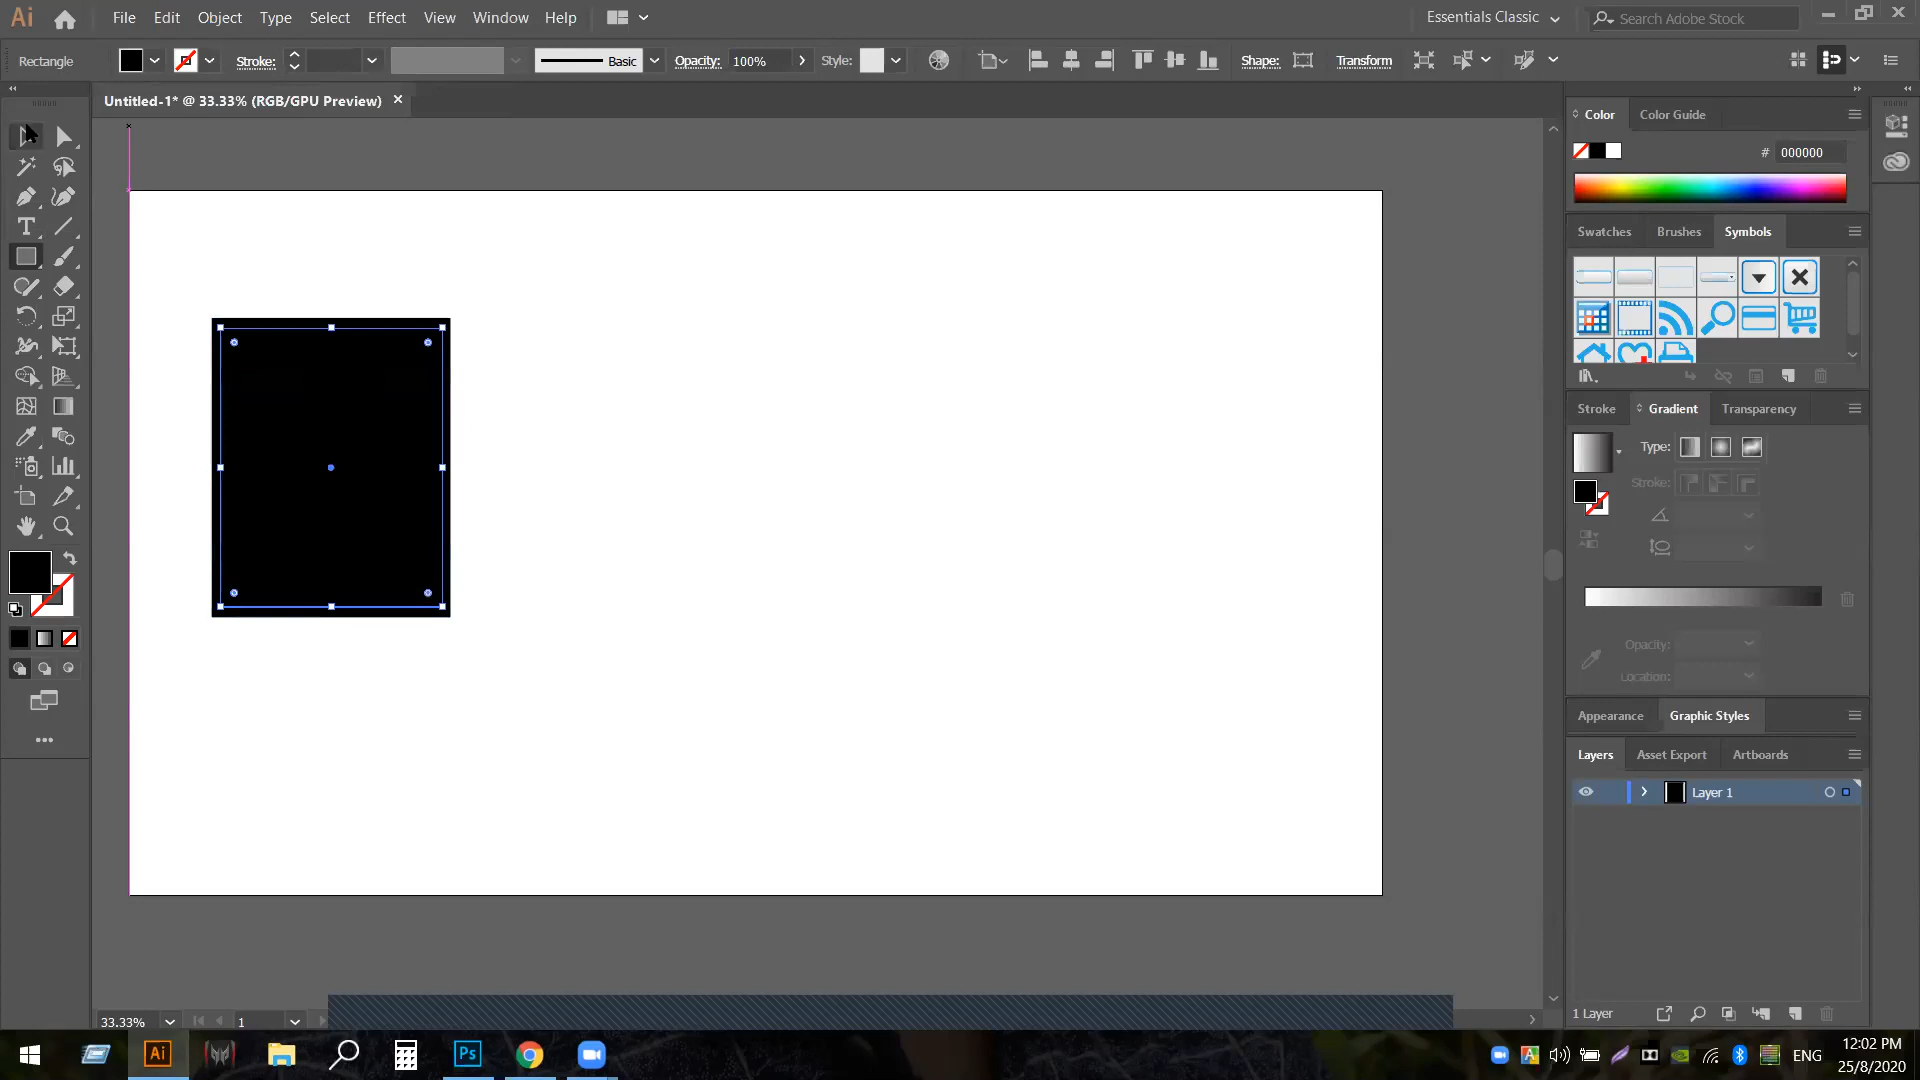 Ai File Edit Object Type Select Effect View Window Help Essentials Classic Search Adobe Stock
Rectangle Stroke: Basic Opacity: 100% Style: Shape: Transform
Untitled-1* @ 33.33% (RGB/GPU Preview)
Color Color Guide
# 000000
Swatches Brushes Symbols
Stroke Gradient Transparency
Type:
Stroke:
Opacity:
Location:
Appearance Graphic Styles
Layers Asset Export Artboards
Layer 1
1 Layer
33.33% 1
Ai Ps ENG 12:02 PM
25/8/2020